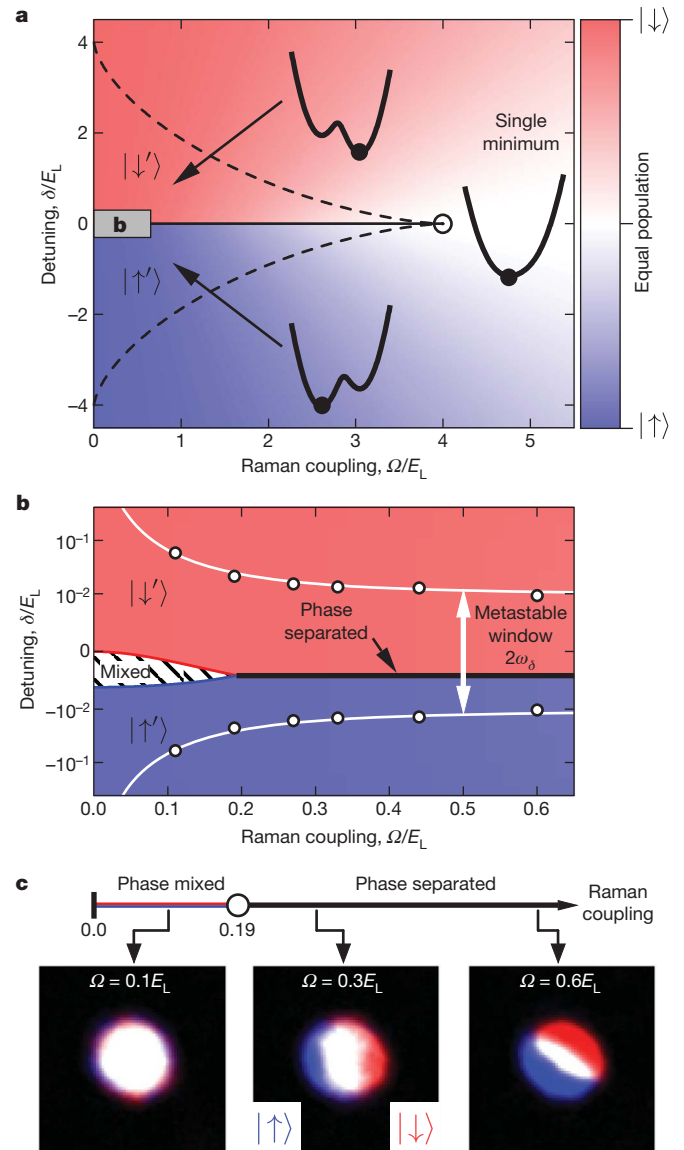 a
|↓⟩
4
2
0
−2
−4
Detuning, δ/E_L
|↓′⟩
|↑′⟩
b
Single
minimum
Equal population
|↑⟩
0 1 2 3 4 5
Raman coupling, Ω/E_L
b
10⁻¹
10⁻²
0
−10⁻²
−10⁻¹
Detuning, δ/E_L
|↓′⟩
Mixed
|↑′⟩
Phase
separated
Metastable
window
2ω_δ
0.0 0.1 0.2 0.3 0.4 0.5 0.6
Raman coupling, Ω/E_L
c
Phase mixed Phase separated
Raman
coupling
0.0 0.19
Ω = 0.1E_L Ω = 0.3E_L Ω = 0.6E_L
|↑⟩ |↓⟩